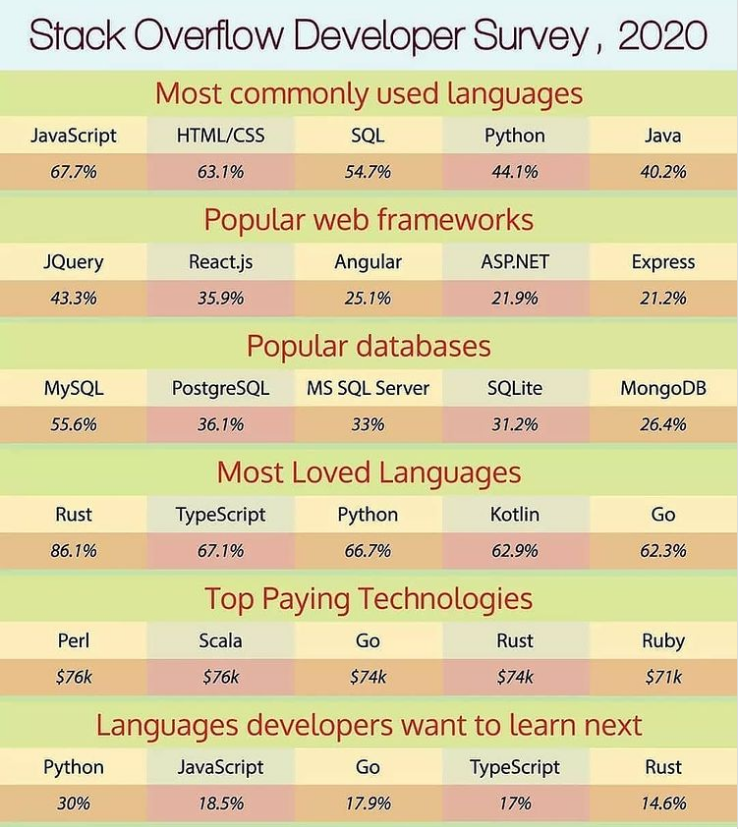 Stack Overflow Developer Survey, 2020
Most commonly used languages
JavaScript HTML/CSS SQL Python Java
67.7% 63.1% 54.7% 44.1% 40.2%
Popular web frameworks
JQuery React.js Angular ASP.NET Express
43.3% 35.9% 25.1% 21.9% 21.2%
Popular databases
MySQL PostgreSQL MS SQL Server SQLite MongoDB
55.6% 36.1% 33% 31.2% 26.4%
Most Loved Languages
Rust TypeScript Python Kotlin Go
86.1% 67.1% 66.7% 62.9% 62.3%
Top Paying Technologies
Perl Scala Go Rust Ruby
$76k $76k $74k $74k $71k
Languages developers want to learn next
Python JavaScript Go TypeScript Rust
30% 18.5% 17.9% 17% 14.6%